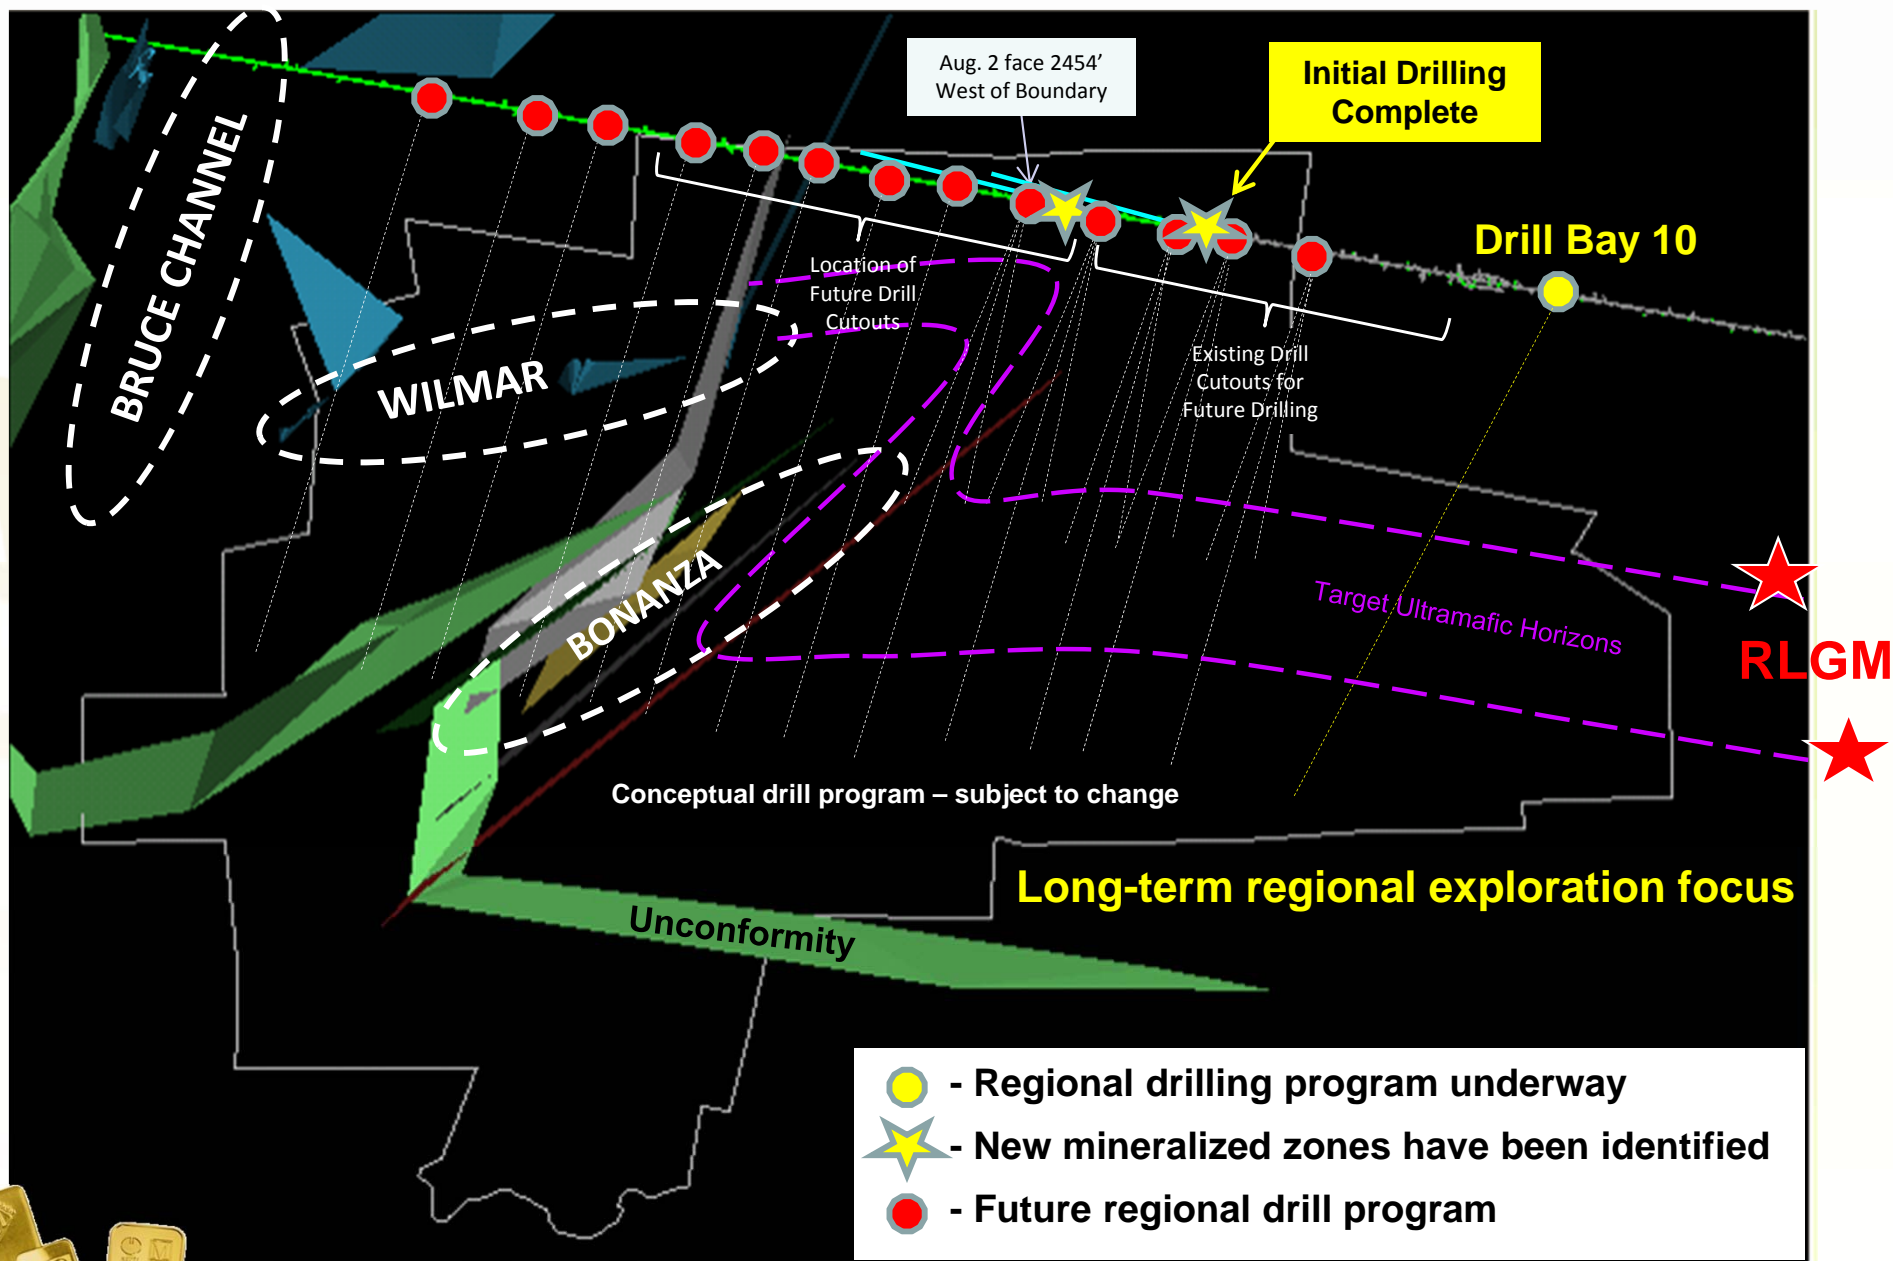 Aug. 2 face 2454’
West of Boundary
Initial Drilling
Complete
BRUCE CHANNEL
Drill Bay 10
Location of
Future Drill
Cutouts
WILMAR
Existing Drill
Cutouts for
Future Drilling
BONANZA
Target Ultramafic Horizons
RLGM
Conceptual drill program – subject to change
Long-term regional exploration focus
Unconformity
- Regional drilling program underway
- New mineralized zones have been identified
- Future regional drill program